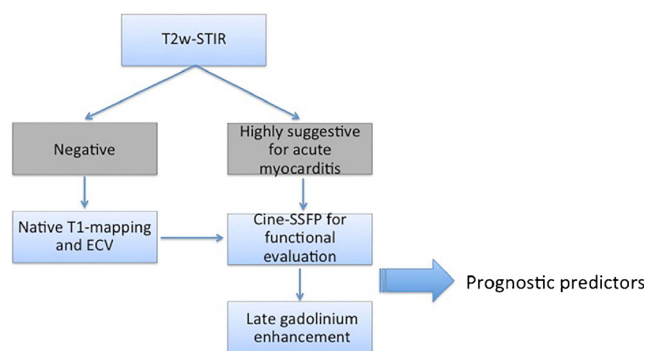 T2w-STIR
Negative
Highly suggestive
for acute
myocarditis
Native T1-mapping
and ECV
Cine-SSFP for
functional
evaluation
Prognostic predictors
Late gadolinium
enhancement